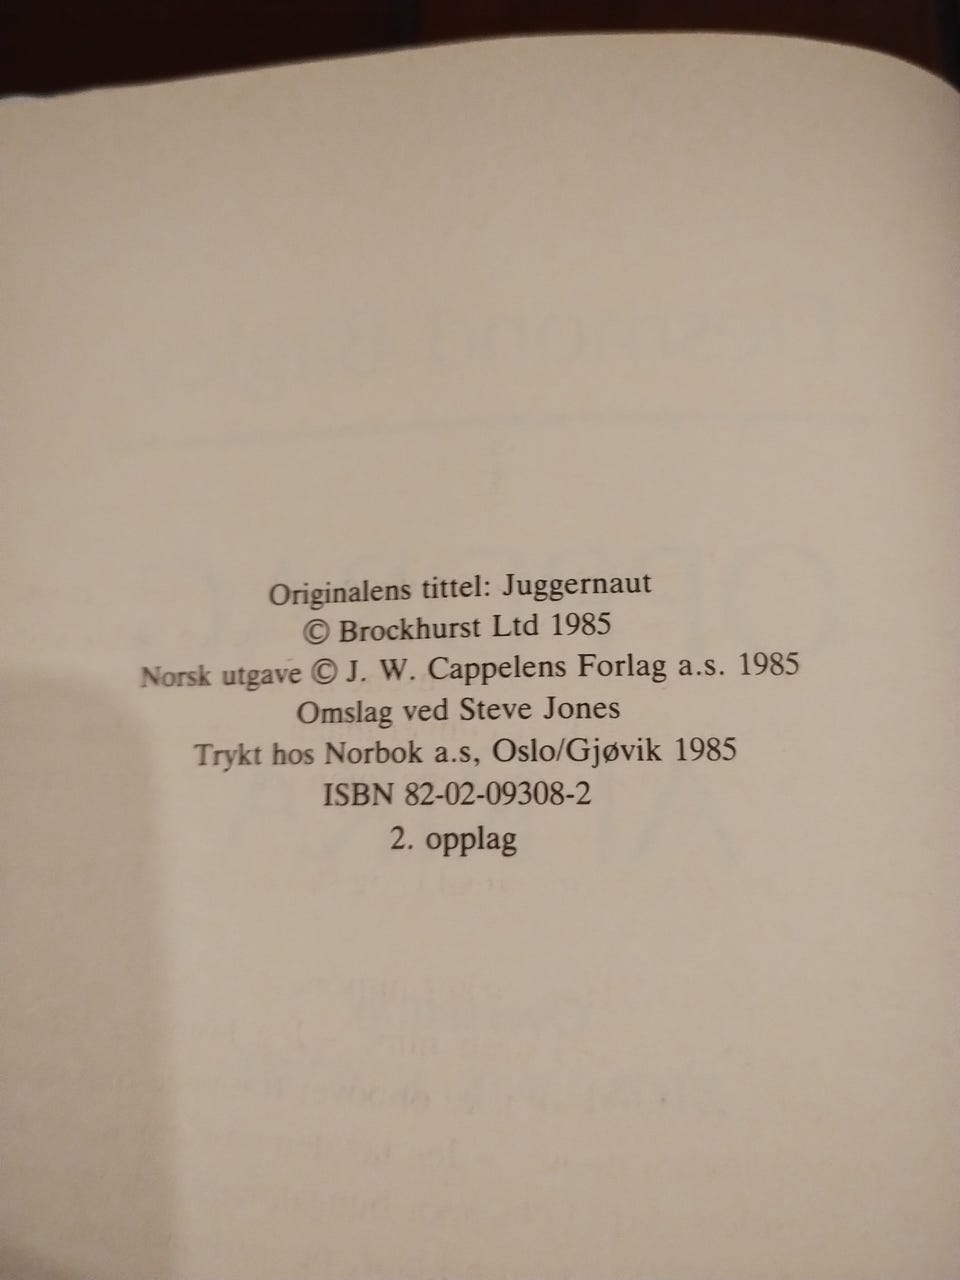 Originalens tittel: Juggernaut
© Brockhurst Ltd 1985
Norsk utgave © J. W. Cappelens Forlag a.s. 1985
Omslag ved Steve Jones
Trykt hos Norbok a.s, Oslo/Gjøvik 1985
ISBN 82-02-09308-2
2. opplag